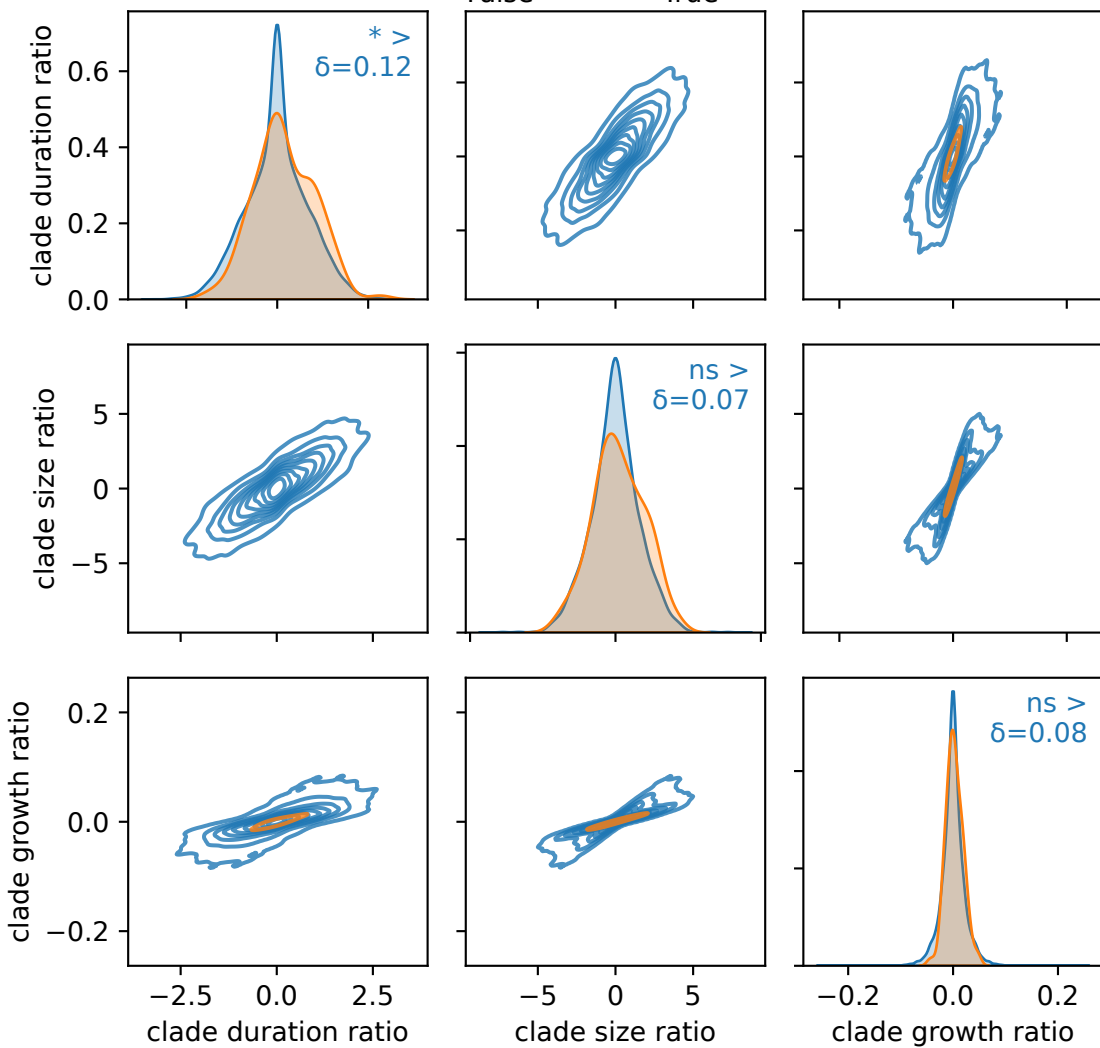 clade duration ratio
0.6
0.4
0.2
0.0
* >
δ=0.12
clade size ratio
5
0
−5
ns >
δ=0.07
clade growth ratio
0.2
0.0
−0.2
ns >
δ=0.08
−2.5 0.0 2.5
clade duration ratio
−5 0 5
clade size ratio
−0.2 0.0 0.2
clade growth ratio